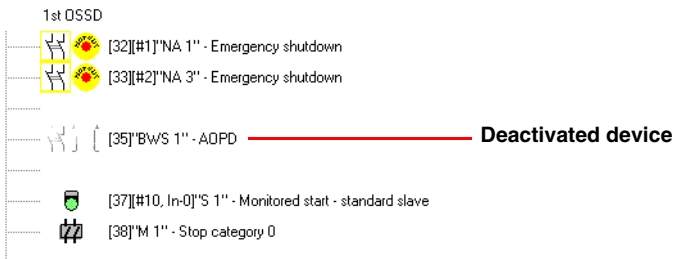 1st OSSD
[32][#1]"NA 1" - Emergency shutdown
[33][#2]"NA 3" - Emergency shutdown
[35]"BWS 1" - AOPD Deactivated device
[37][#10, In-0]"S 1" - Monitored start - standard slave
[38]"M 1" - Stop category 0